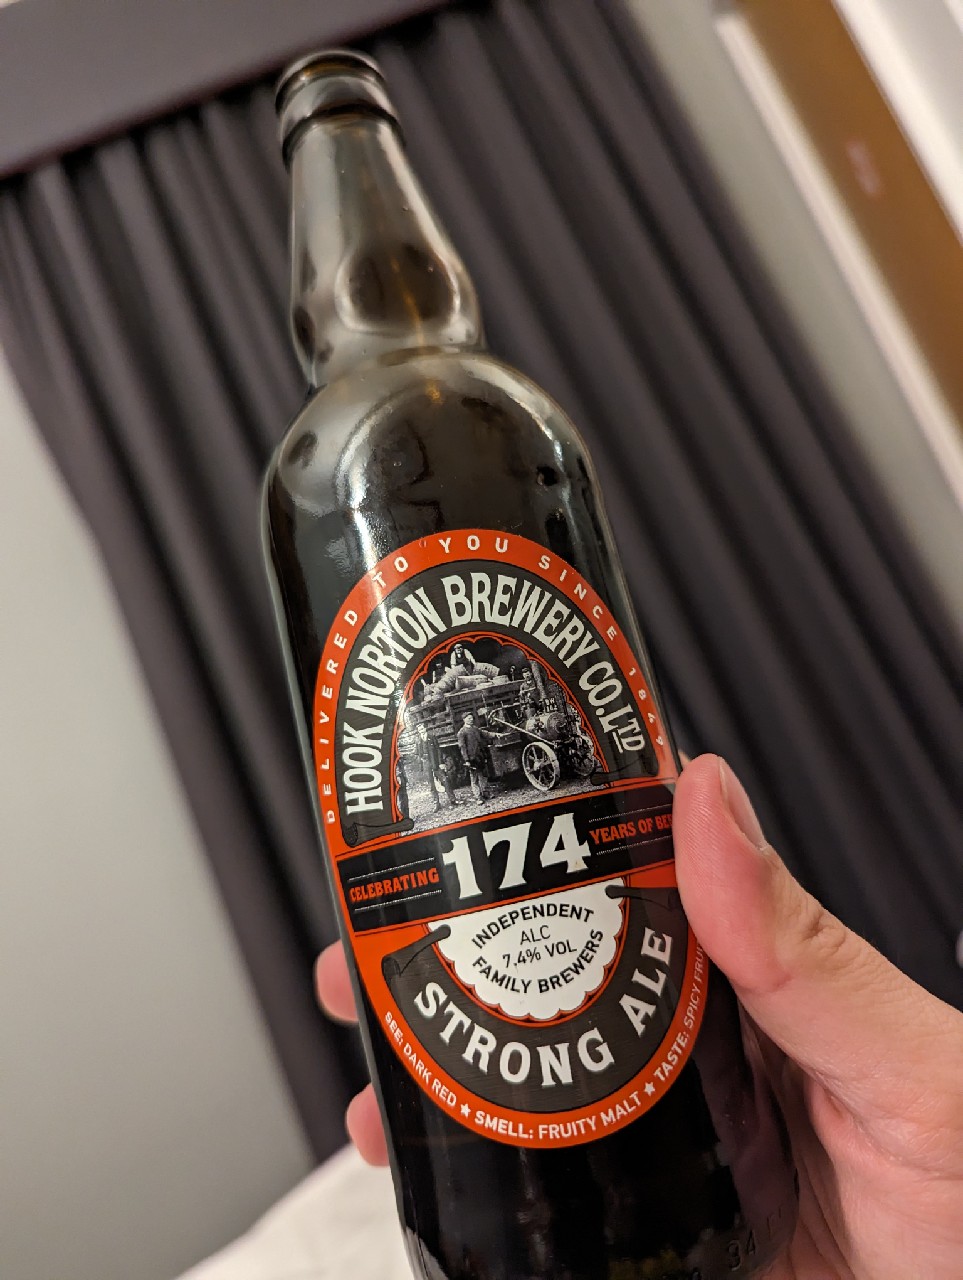 DELIVERED TO YOU SINCE 1849
HOOK NORTON BREWERY CO. LTD
CELEBRATING 174 YEARS OF
INDEPENDENT
ALC
7,4% VOL
FAMILY BREWERS
STRONG ALE
SEE: DARK RED ★ SMELL: FRUITY MALT ★ TASTE: SPICY
34